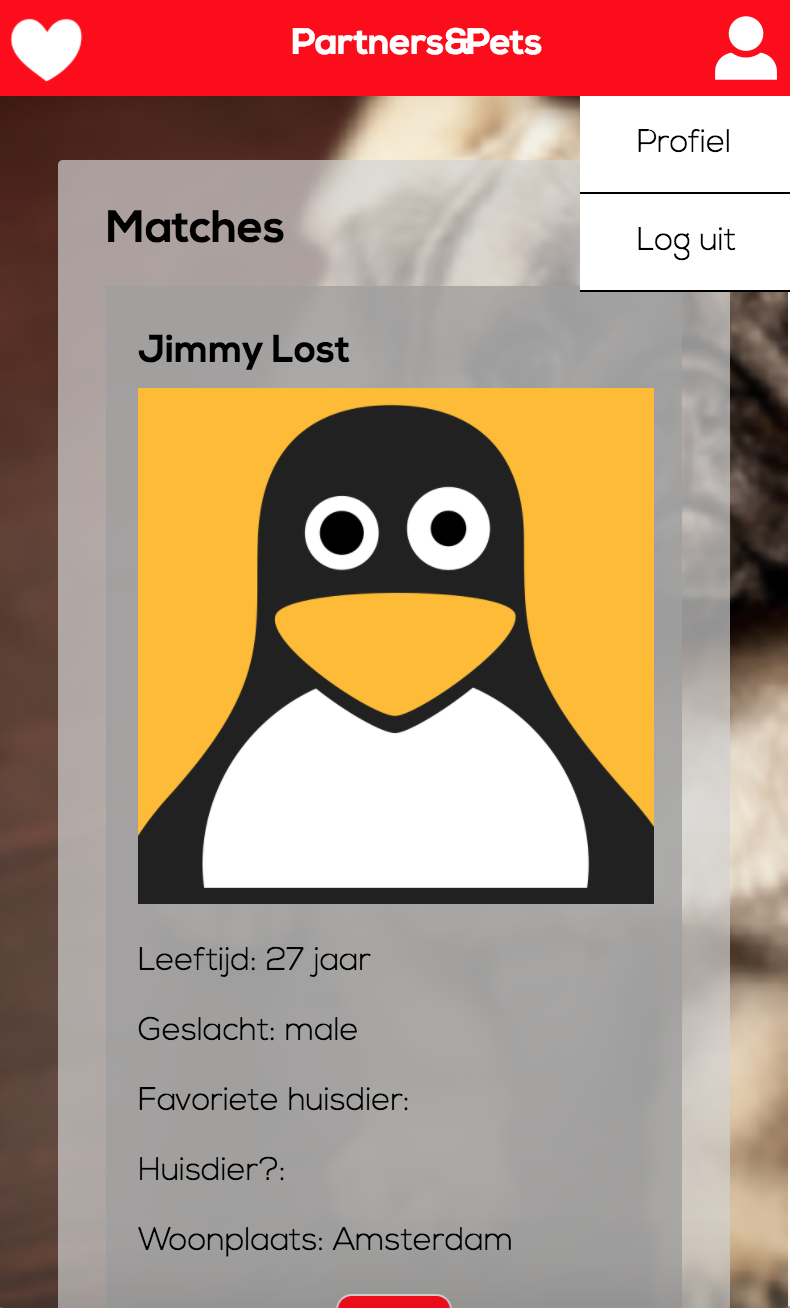 Partners&Pets
Profiel
Log uit
Matches
Jimmy Lost
Leeftijd: 27 jaar
Geslacht: male
Favoriete huisdier:
Huisdier?:
Woonplaats: Amsterdam